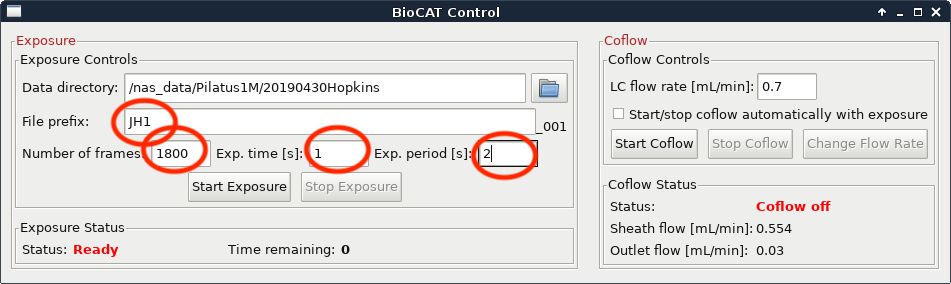 BioCAT Control
Exposure
Exposure Controls
Data directory: /nas_data/Pilatus1M/20190430Hopkins
File prefix: JH1 _001
Number of frames: 1800 Exp. time [s]: 1 Exp. period [s]: 2
Start Exposure Stop Exposure
Exposure Status
Status: Ready Time remaining: 0
Coflow
Coflow Controls
LC flow rate [mL/min]: 0.7
Start/stop coflow automatically with exposure
Start Coflow Stop Coflow Change Flow Rate
Coflow Status
Status: Coflow off
Sheath flow [mL/min]: 0.554
Outlet flow [mL/min]: 0.03